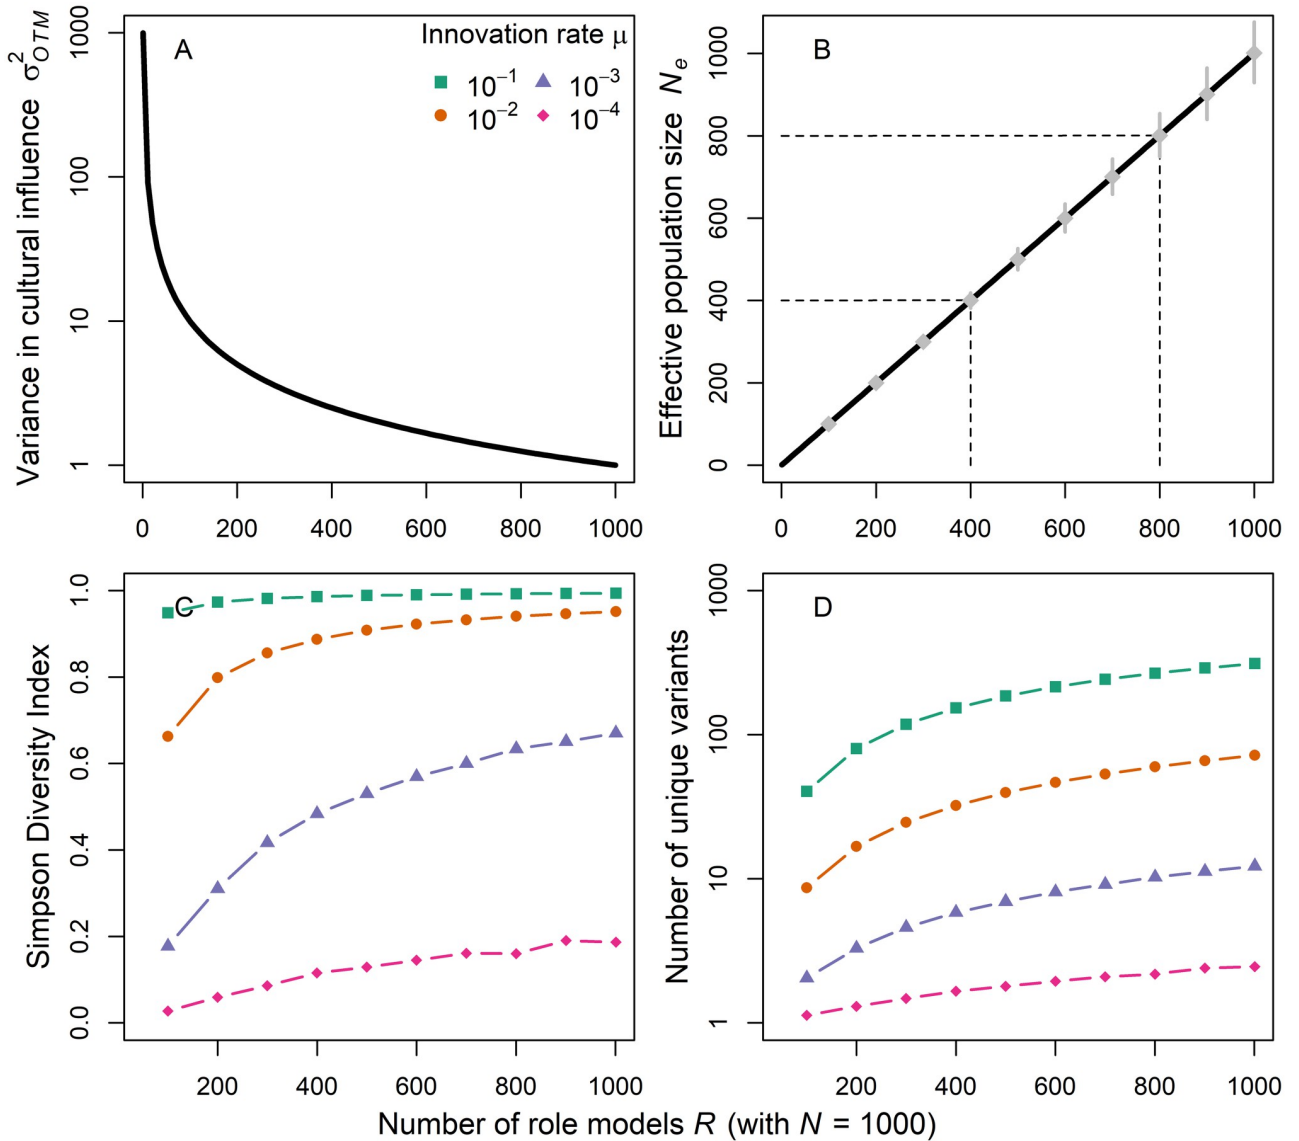 A
Innovation rate μ
10⁻¹ 10⁻³
10⁻² 10⁻⁴
Variance in cultural influence σ²OTM
1000
100
10
1
0 200 400 600 800 1000
B
Effective population size Ne
1000
800
600
400
200
0
0 200 400 600 800 1000
C
Simpson Diversity Index
1.0
0.8
0.6
0.4
0.2
0.0
200 400 600 800 1000
D
Number of unique variants
1000
100
10
1
200 400 600 800 1000
Number of role models R (with N = 1000)